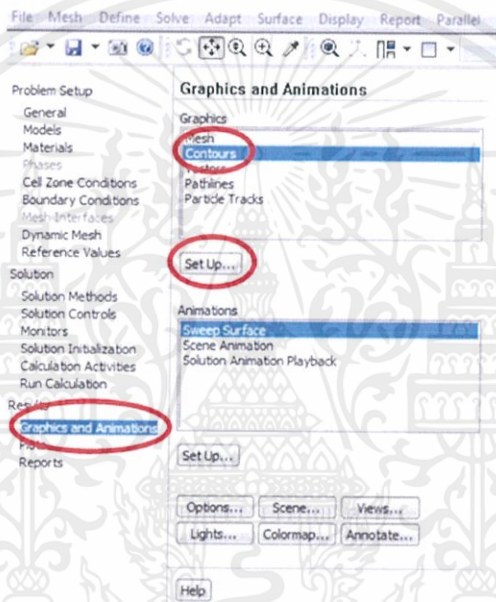 File Mesh Define Solve Adapt Surface Display Report Parallel
Problem Setup
General
Models
Materials
Phases
Cell Zone Conditions
Boundary Conditions
Mesh Interfaces
Dynamic Mesh
Reference Values
Solution
Solution Methods
Solution Controls
Monitors
Solution Initialization
Calculation Activities
Run Calculation
Results
Graphics and Animations
Plots
Reports
Graphics and Animations
Graphics
Mesh
Contours
Vectors
Pathlines
Particle Tracks
Set Up...
Animations
Sweep Surface
Scene Animation
Solution Animation Playback
Set Up...
Options... Scene... Views...
Lights... Colormap... Annotate...
Help